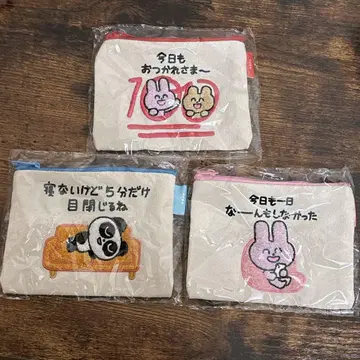 今日も
おつかれさま〜
100
寝ないけど5分だけ
目閉じるね
今日も一日
な〜んもしなかった